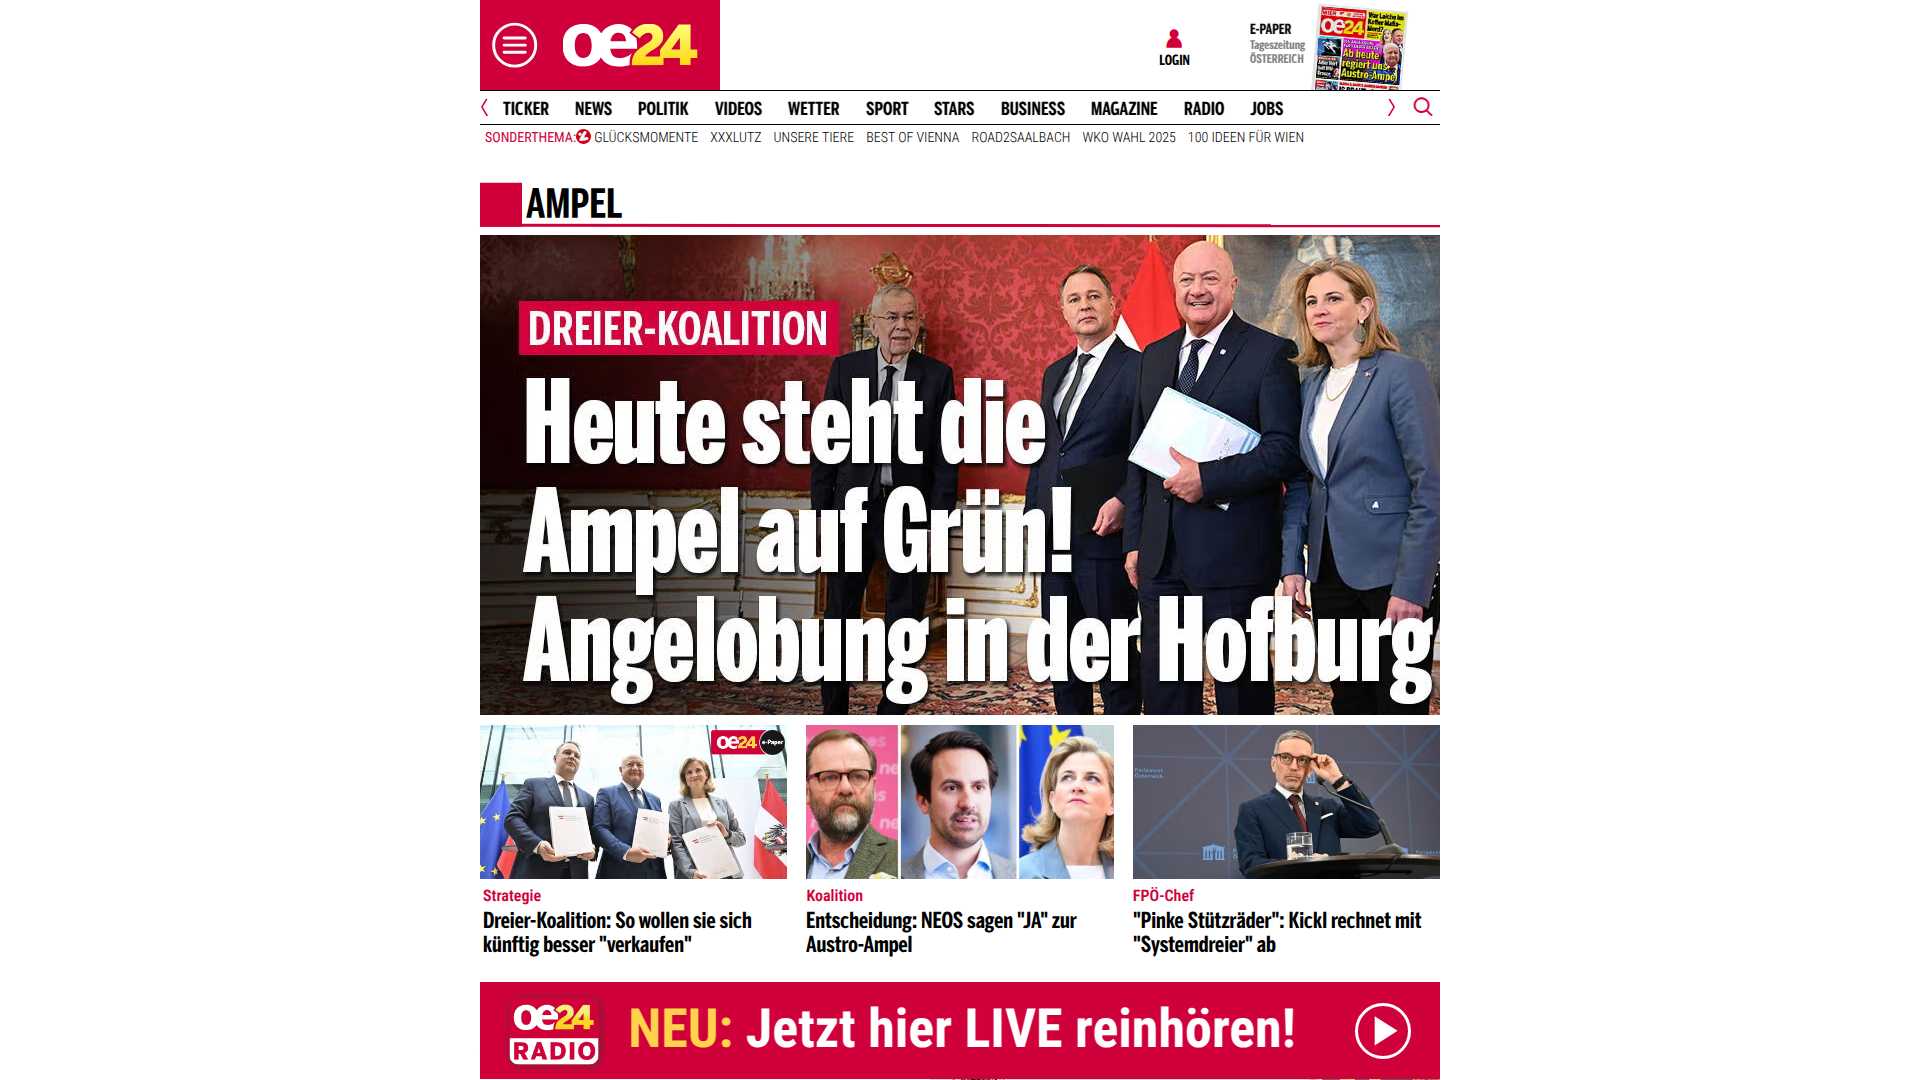 oe24
LOGIN
E-PAPER
Tageszeitung
ÖSTERREICH
WIEN
oe24
Ab heute
regiert uns
Austro-Ampel
TICKER NEWS POLITIK VIDEOS WETTER SPORT STARS BUSINESS MAGAZINE RADIO JOBS
SONDERTHEMA: GLÜCKSMOMENTE XXXLUTZ UNSERE TIERE BEST OF VIENNA ROAD2SAALBACH WKO WAHL 2025 100 IDEEN FÜR WIEN
AMPEL
DREIER-KOALITION
Heute steht die
Ampel auf Grün!
Angelobung in der Hofburg
oe24 e-Paper
Parlament
Österreich
Strategie
Dreier-Koalition: So wollen sie sich
künftig besser "verkaufen"
Koalition
Entscheidung: NEOS sagen "JA" zur
Austro-Ampel
FPÖ-Chef
"Pinke Stützräder": Kickl rechnet mit
"Systemdreier" ab
oe24
RADIO
NEU: Jetzt hier LIVE reinhören!